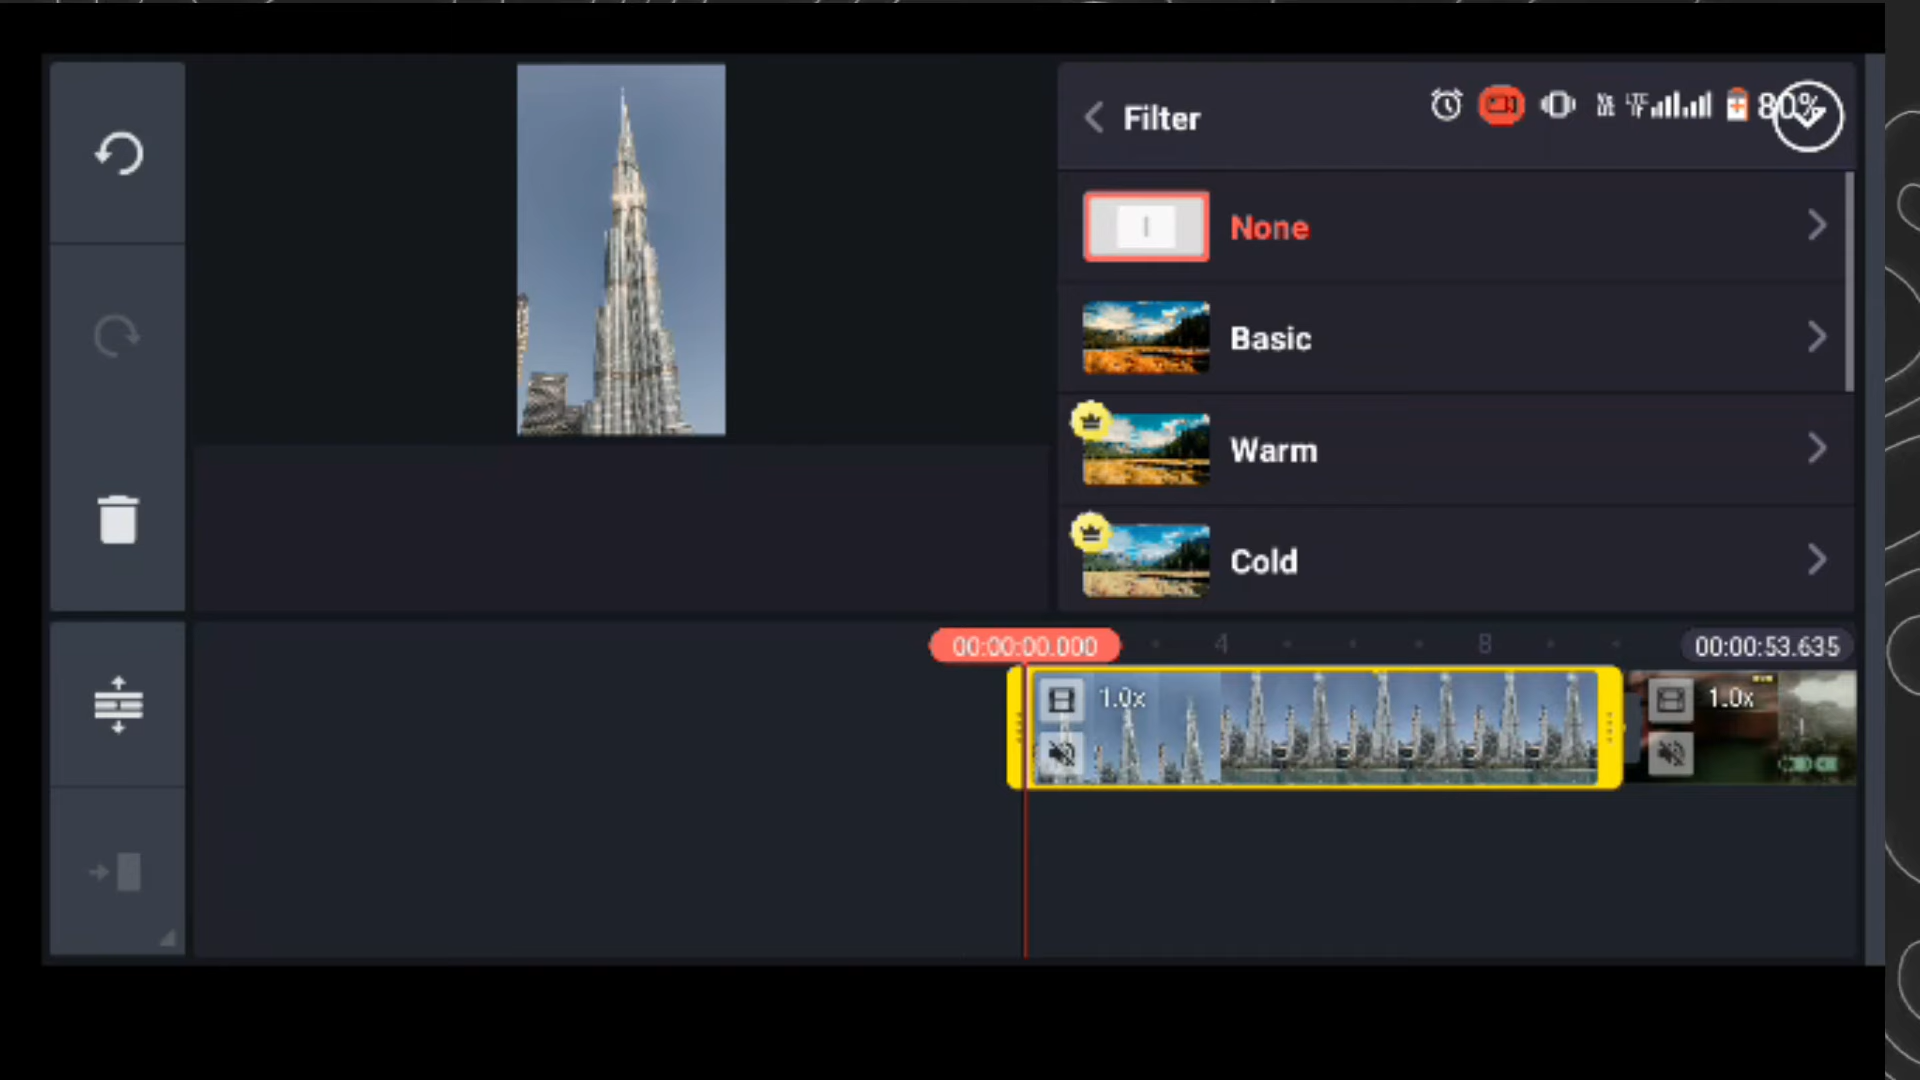 Filter
80%
None
Basic
Warm
Cold
00:00:00.000
4
8
00:00:53.635
1.0x
1.0x